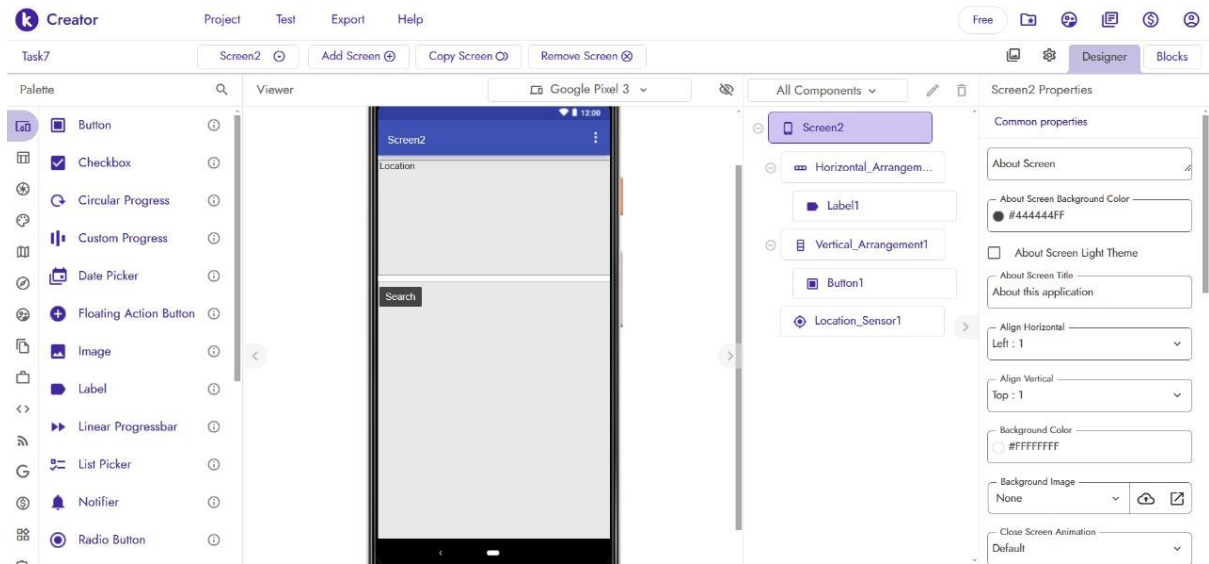 k Creator Project Test Export Help Free
Task7 Screen2 Add Screen Copy Screen Remove Screen Designer Blocks
Palette Viewer Google Pixel 3 All Components Screen2 Properties
Button
Checkbox
Circular Progress
Custom Progress
Date Picker
Floating Action Button
Image
Label
Linear Progressbar
List Picker
Notifier
Radio Button
12:00
Screen2
Location
Search
Screen2
Horizontal_Arrangem...
Label1
Vertical_Arrangement1
Button1
Location_Sensor1
Common properties
About Screen
About Screen Background Color
#444444FF
About Screen Light Theme
About Screen Title
About this application
Align Horizontal
Left : 1
Align Vertical
Top : 1
Background Color
#FFFFFFFF
Background Image
None
Close Screen Animation
Default